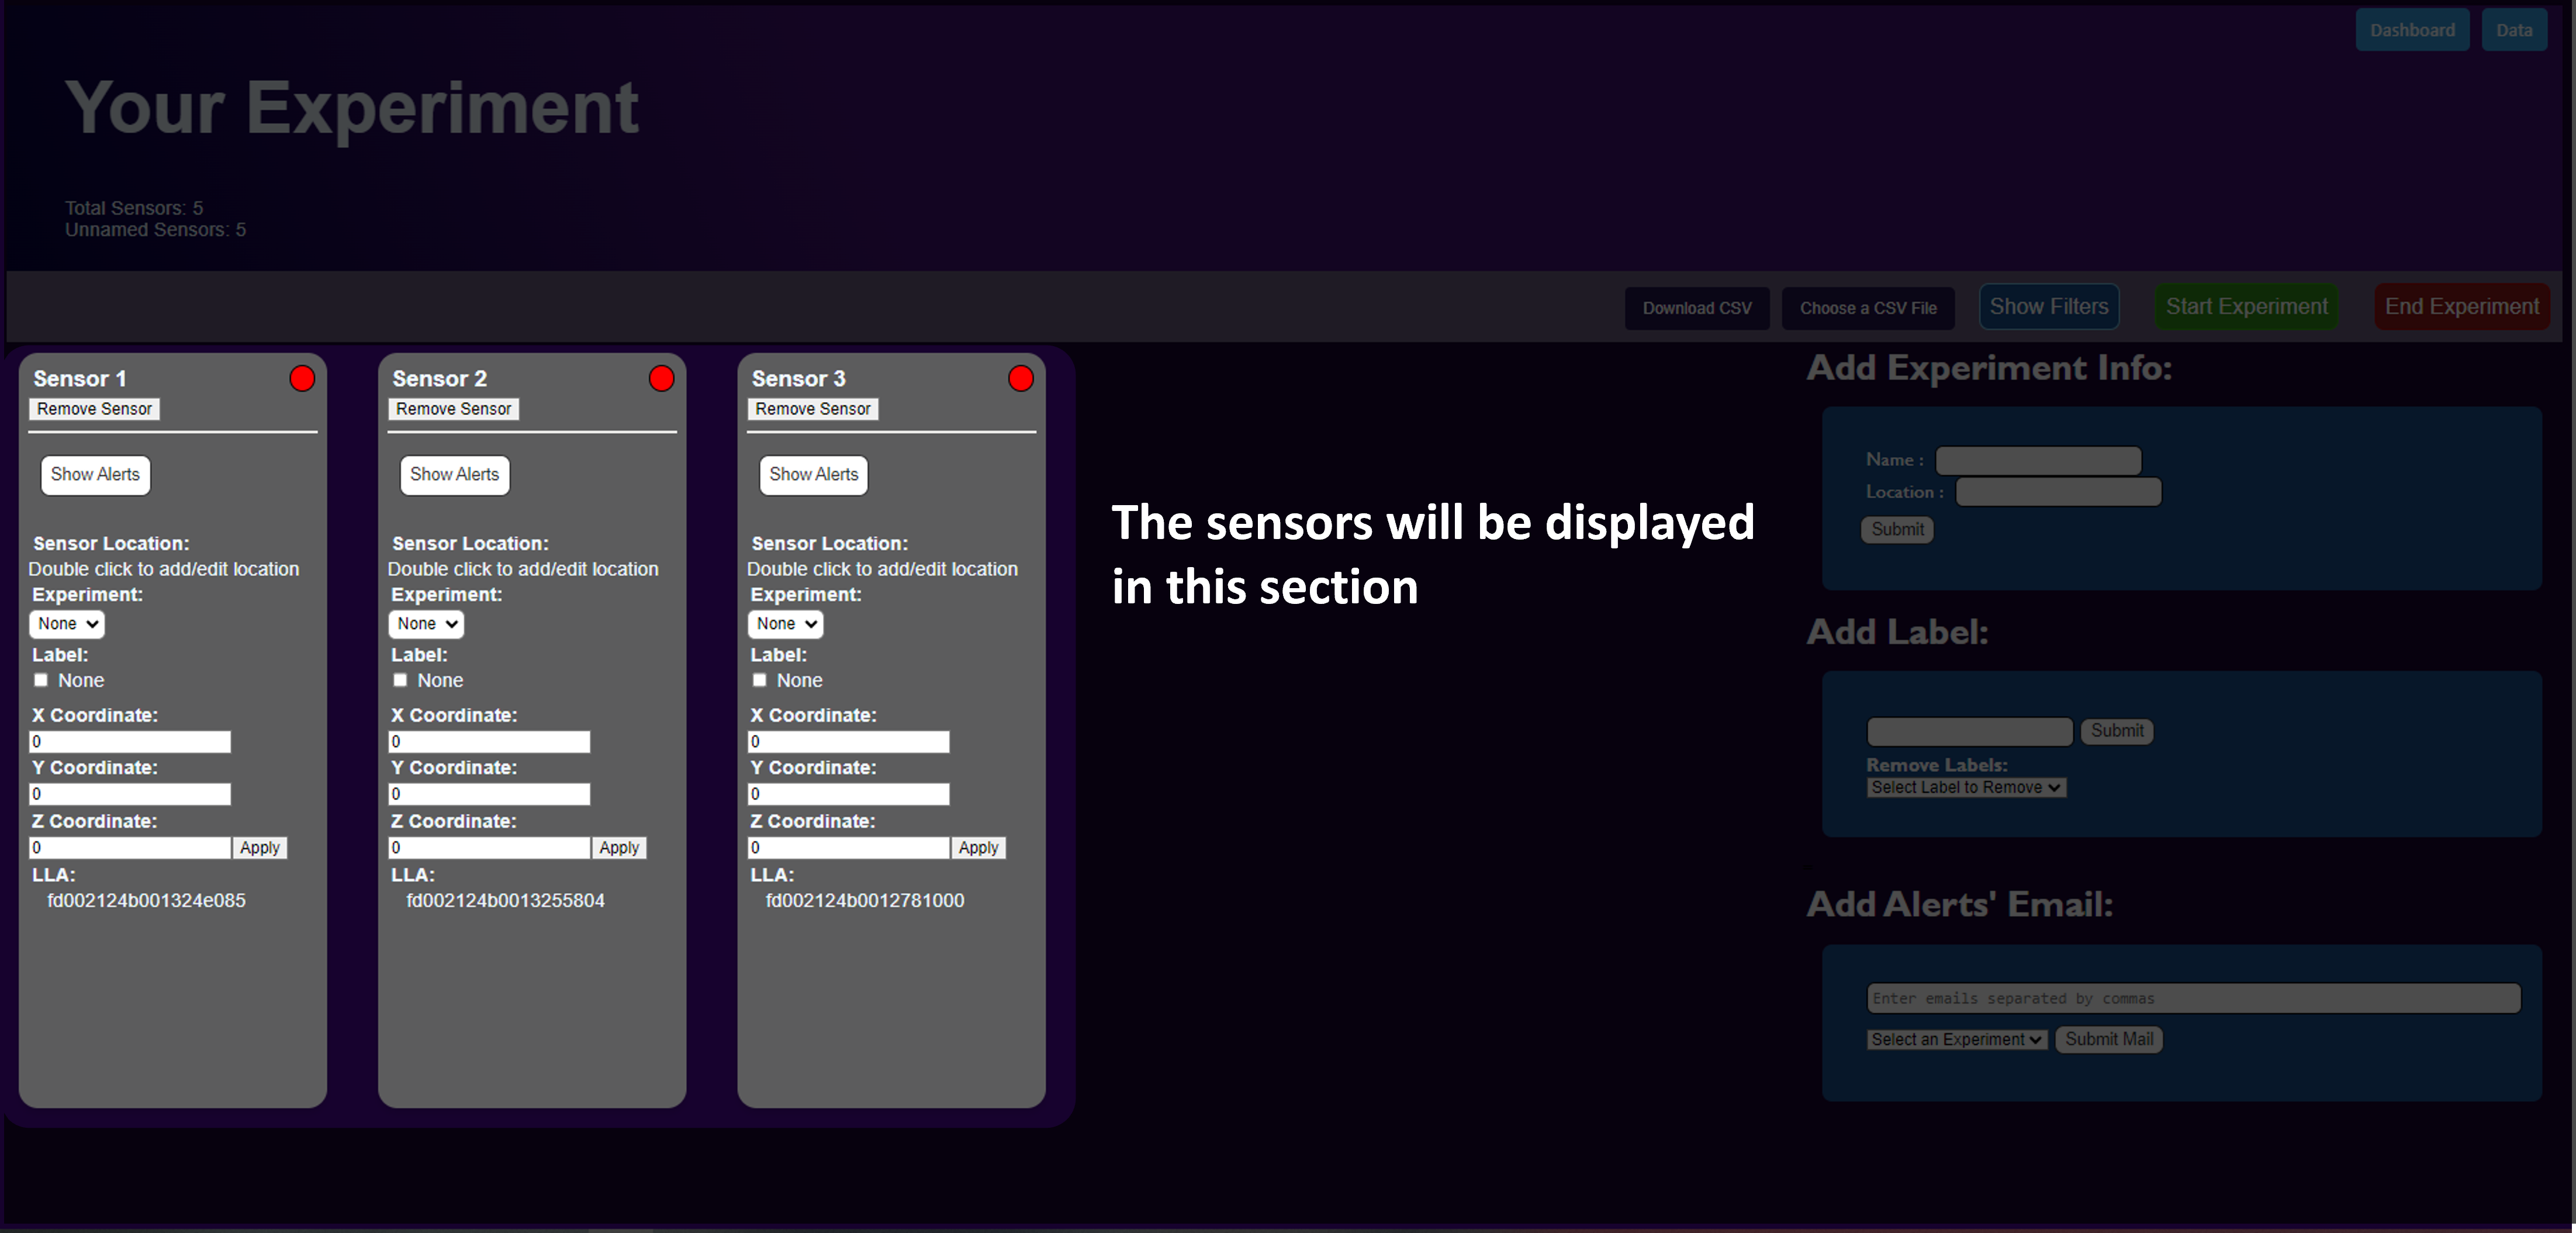 Dashboard Data
Your Experiment
Total Sensors: 5
Unnamed Sensors: 5
Download CSV Choose a CSV File Show Filters Start Experiment End Experiment
Sensor 1
Remove Sensor
Show Alerts
Sensor Location:
Double click to add/edit location
Experiment:
None
Label:
None
X Coordinate:
0
Y Coordinate:
0
Z Coordinate:
0 Apply
LLA:
fd002124b001324e085
Sensor 2
Remove Sensor
Show Alerts
Sensor Location:
Double click to add/edit location
Experiment:
None
Label:
None
X Coordinate:
0
Y Coordinate:
0
Z Coordinate:
0 Apply
LLA:
fd002124b0013255804
Sensor 3
Remove Sensor
Show Alerts
Sensor Location:
Double click to add/edit location
Experiment:
None
Label:
None
X Coordinate:
0
Y Coordinate:
0
Z Coordinate:
0 Apply
LLA:
fd002124b0012781000
The sensors will be displayed
in this section
Add Experiment Info:
Name :
Location :
Submit
Add Label:
Submit
Remove Labels:
Select Label to Remove
Add Alerts' Email:
Enter emails separated by commas
Select an Experiment Submit Mail